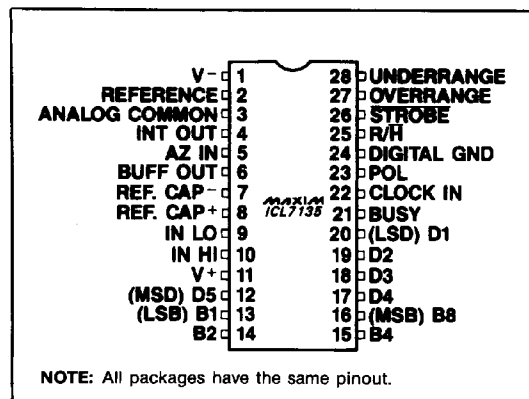 V- 1 28 UNDERRANGE
REFERENCE 2 27 OVERRANGE
ANALOG COMMON 3 26 STROBE
INT OUT 4 25 R/H
AZ IN 5 24 DIGITAL GND
BUFF OUT 6 23 POL
REF. CAP- 7 MAXIM 22 CLOCK IN
REF. CAP+ 8 ICL7135 21 BUSY
IN LO 9 20 (LSD) D1
IN HI 10 19 D2
V+ 11 18 D3
(MSD) D5 12 17 D4
(LSB) B1 13 16 (MSB) B8
B2 14 15 B4
NOTE: All packages have the same pinout.